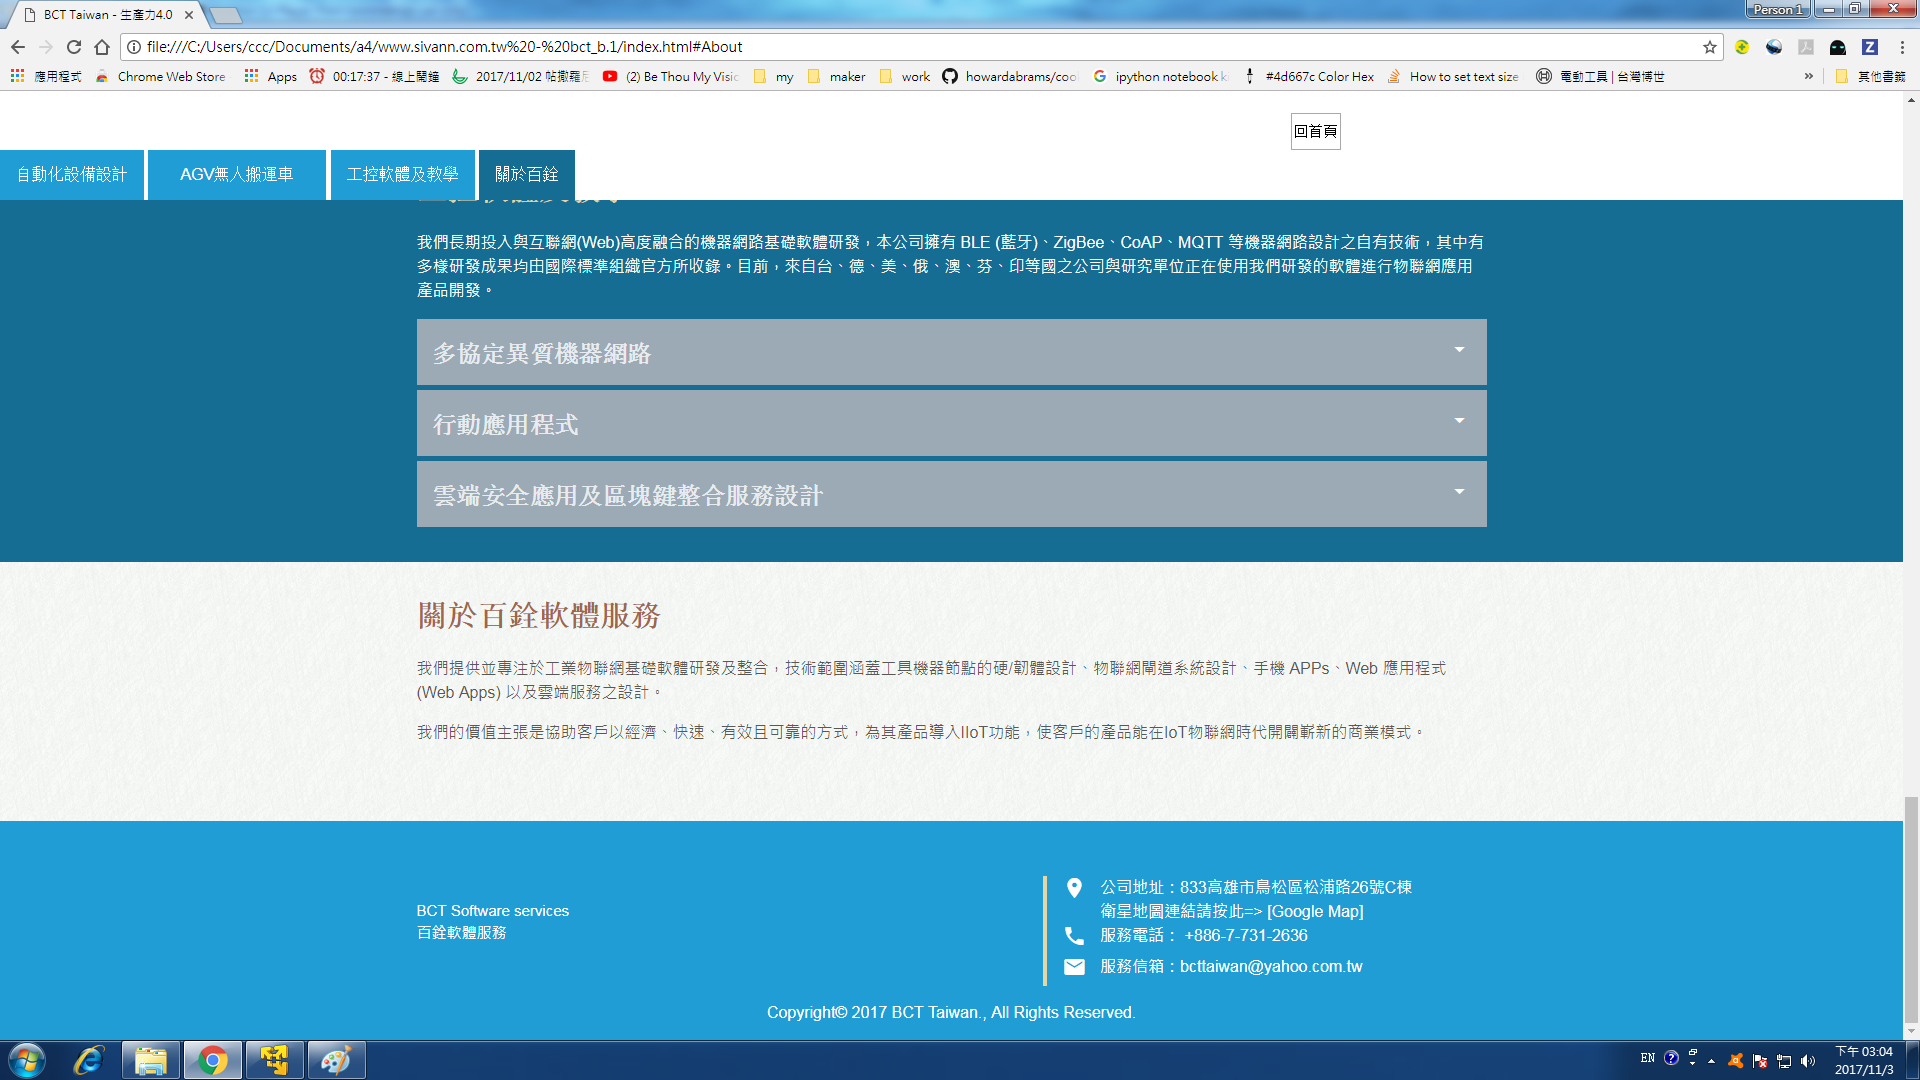 BCT Taiwan - 生產力4.0
Person 1
file:///C:/Users/ccc/Documents/a4/www.sivann.com.tw%20-%20bct_b.1/index.html#About
應用程式 Chrome Web Store Apps 00:17:37 - 線上鬧鐘 2017/11/02 帖撒羅尼 (2) Be Thou My Visio my maker work howardabrams/coo ipython notebook k #4d667c Color Hex How to set text size 電動工具 | 台灣博世 » 其他書籤
回首頁
自動化設備設計 AGV無人搬運車 工控軟體及教學 關於百銓
我們長期投入與互聯網(Web)高度融合的機器網路基礎軟體研發，本公司擁有 BLE (藍牙)、ZigBee、CoAP、MQTT 等機器網路設計之自有技術，其中有
多樣研發成果均由國際標準組織官方所收錄。目前，來自台、德、美、俄、澳、芬、印等國之公司與研究單位正在使用我們研發的軟體進行物聯網應用
產品開發。
多協定異質機器網路
行動應用程式
雲端安全應用及區塊鍵整合服務設計
關於百銓軟體服務
我們提供並專注於工業物聯網基礎軟體研發及整合，技術範圍涵蓋工具機器節點的硬/韌體設計、物聯網閘道系統設計、手機 APPs、Web 應用程式
(Web Apps) 以及雲端服務之設計。
我們的價值主張是協助客戶以經濟、快速、有效且可靠的方式，為其產品導入IIoT功能，使客戶的產品能在IoT物聯網時代開闢嶄新的商業模式。
BCT Software services
百銓軟體服務
公司地址：833高雄市鳥松區松浦路26號C棟
衛星地圖連結請按此=> [Google Map]
服務電話： +886-7-731-2636
服務信箱：bcttaiwan@yahoo.com.tw
Copyright© 2017 BCT Taiwan., All Rights Reserved.
EN
下午 03:04
2017/11/3